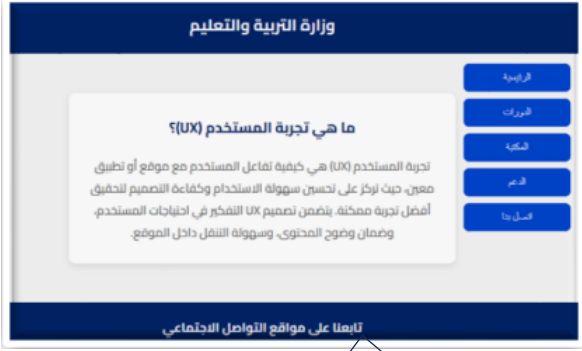 وزارة التربية والتعليم
الرئيسية
الدورات
المكتبة
الدعم
اتصل بنا
ما هي تجربة المستخدم (UX)؟
تجربة المستخدم (UX) هي كيفية تفاعل المستخدم مع موقع أو تطبيق
معين، حيث تركز على تحسين سهولة الاستخدام وكفاءة التصميم لتحقيق
أفضل تجربة ممكنة. يتضمن تصميم UX التفكير في احتياجات المستخدم،
وضمان وضوح المحتوى، وسهولة التنقل داخل الموقع.
تابعنا على مواقع التواصل الاجتماعي